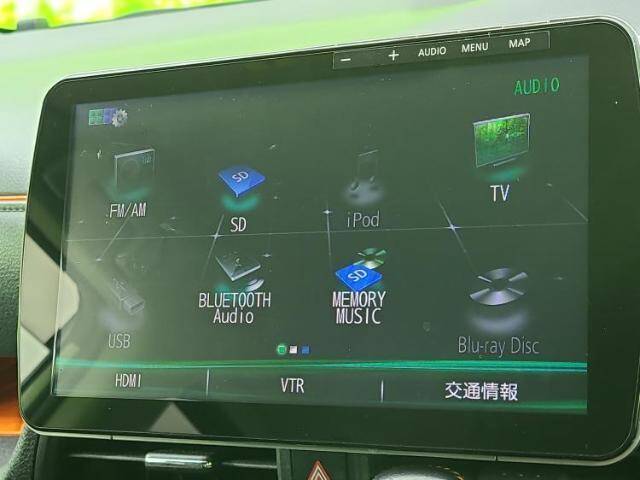 − + AUDIO MENU MAP
AUDIO
FM/AM
SD
SD
iPod
TV
USB
BLUETOOTH
Audio
SD
MEMORY
MUSIC
Blu-ray Disc
HDMI
VTR
交通情報